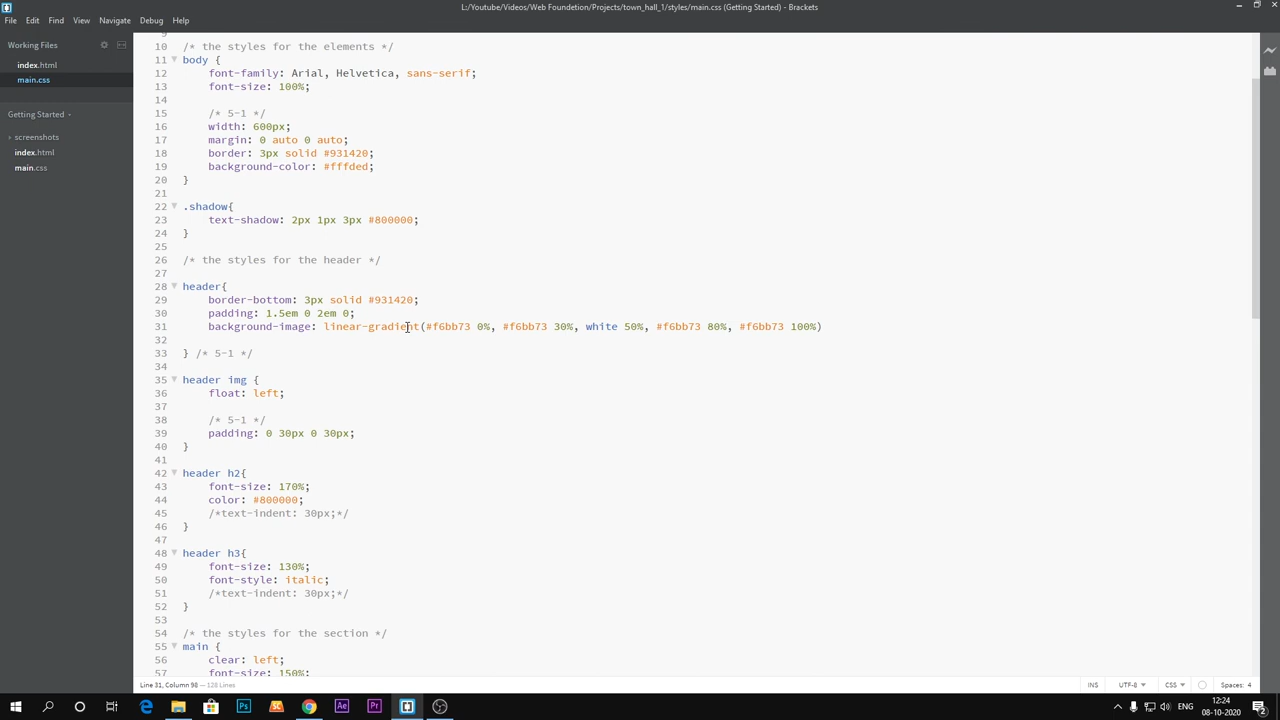 L:/Youtube/Videos/Web Foundetion/Projects/town_hall_1/styles/main.css (Getting Started) - Brackets
File Edit Find View Navigate Debug Help
Working Files
index.html
main.css
Getting Started
screenshots
index.html
main.css
9
10 /* the styles for the elements */
11 body {
12 font-family: Arial, Helvetica, sans-serif;
13 font-size: 100%;
14
15 /* 5-1 */
16 width: 600px;
17 margin: 0 auto 0 auto;
18 border: 3px solid #931420;
19 background-color: #fffded;
20 }
21
22 .shadow{
23 text-shadow: 2px 1px 3px #800000;
24 }
25
26 /* the styles for the header */
27
28 header{
29 border-bottom: 3px solid #931420;
30 padding: 1.5em 0 2em 0;
31 background-image: linear-gradient(#f6bb73 0%, #f6bb73 30%, white 50%, #f6bb73 80%, #f6bb73 100%)
32
33 } /* 5-1 */
34
35 header img {
36 float: left;
37
38 /* 5-1 */
39 padding: 0 30px 0 30px;
40 }
41
42 header h2{
43 font-size: 170%;
44 color: #800000;
45 /*text-indent: 30px;*/
46 }
47
48 header h3{
49 font-size: 130%;
50 font-style: italic;
51 /*text-indent: 30px;*/
52 }
53
54 /* the styles for the section */
55 main {
56 clear: left;
57 font-size: 150%;
Line 31, Column 98 — 128 Lines
INS UTF-8 CSS Spaces: 4
ENG
12:24
08-10-2020